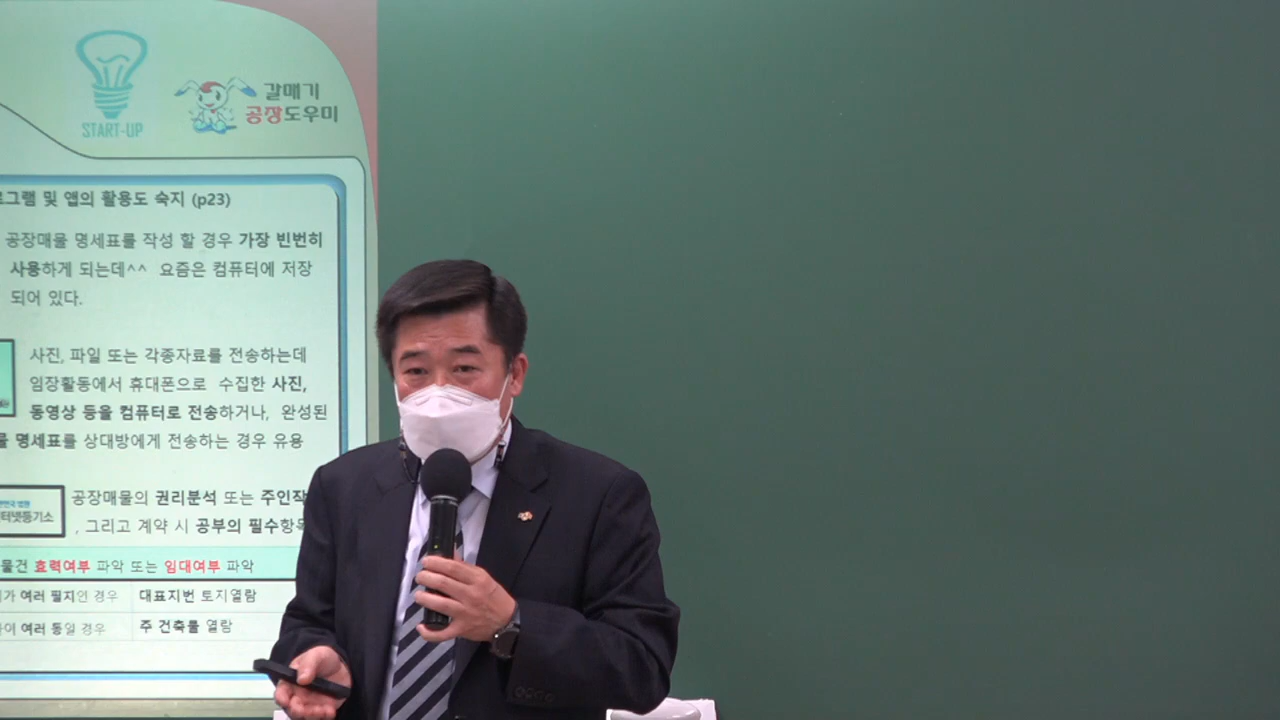 START-UP
갈매기
공장도우미
그램 및 앱의 활용도 숙지 (p23)
공장매물 명세표를 작성 할 경우 가장 빈번히
사용하게 되는데^^ 요즘은 컴퓨터에 저장
되어 있다.
사진, 파일 또는 각종자료를 전송하는데
임장활동에서 휴대폰으로 수집한 사진,
동영상 등을 컴퓨터로 전송하거나, 완성된
명세표를 상대방에게 전송하는 경우 유용
공장매물의 권리분석 또는 주인작
터넷등기소
, 그리고 계약 시 공부의 필수항목
물건 효력여부 파악 또는 임대여부 파악
가 여러 필지인 경우 대표지번 토지열람
이 여러 동일 경우 주 건축물 열람